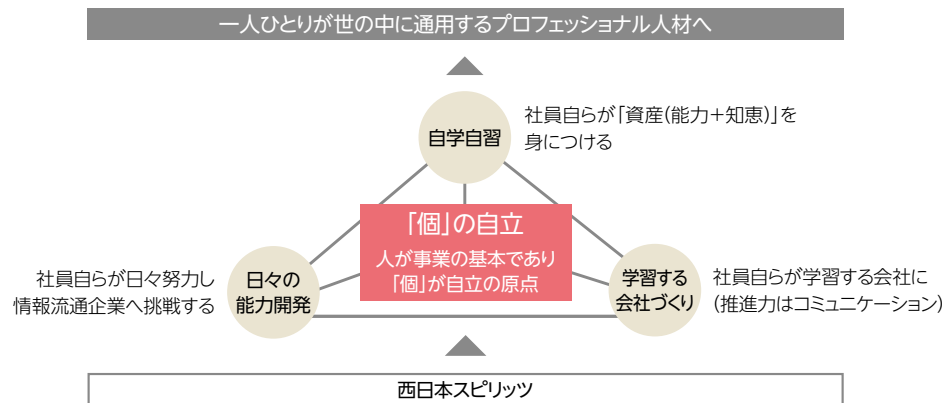 一人ひとりが世の中に通用するプロフェッショナル人材へ
自学自習
社員自らが「資産(能力+知恵)」を
身につける
「個」の自立
人が事業の基本であり
「個」が自立の原点
社員自らが日々努力し
情報流通企業へ挑戦する
日々の
能力開発
学習する
会社づくり
社員自らが学習する会社に
(推進力はコミュニケーション)
西日本スピリッツ